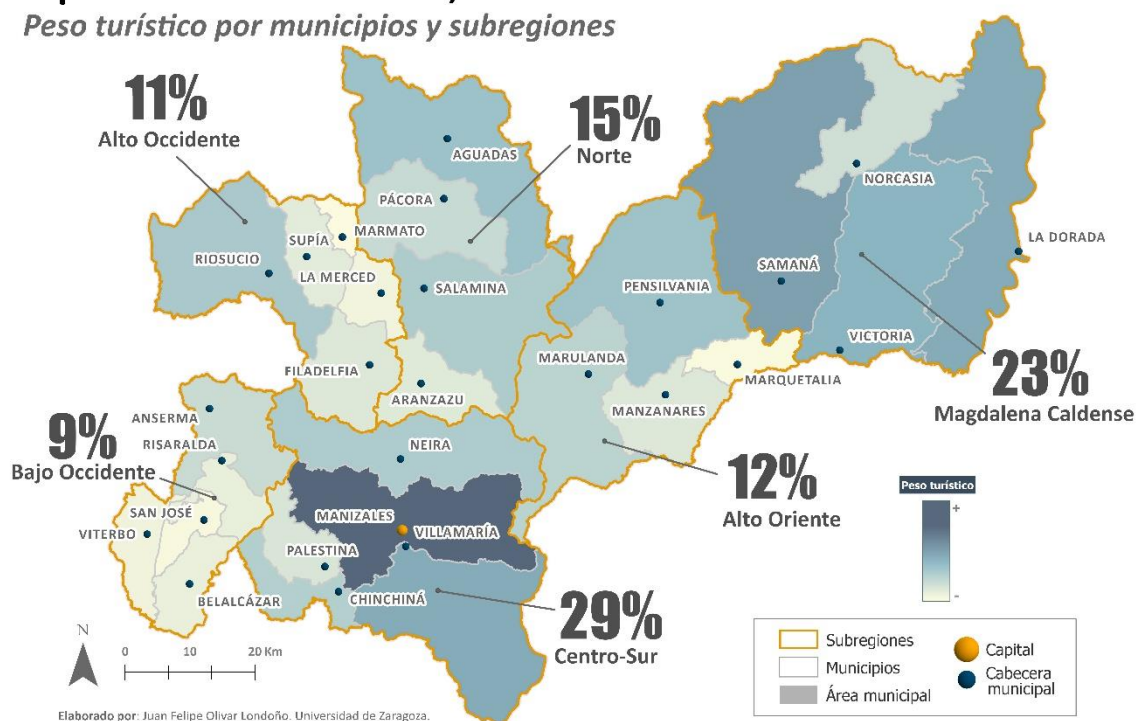 Peso turístico por municipios y subregiones
11%
Alto Occidente
15%
Norte
AGUADAS
PÁCORA
NORCASIA
MARMATO
SUPÍA
LA DORADA
RIOSUCIO
LA MERCED
SAMANÁ
SALAMINA
PENSILVANIA
VICTORIA
MARULANDA
FILADELFIA
MARQUETALIA
ARANZAZU
MANZANARES
23%
Magdalena Caldense
ANSERMA
9%
Bajo Occidente
RISARALDA
NEIRA
12%
Alto Oriente
Peso turístico
+
-
SAN JOSÉ
MANIZALES
VITERBO
VILLAMARÍA
PALESTINA
BELALCÁZAR
CHINCHINÁ
29%
Centro-Sur
N
0 10 20 Km
Subregiones
Municipios
Área municipal
Capital
Cabecera
municipal
Elaborado por: Juan Felipe Olivar Londoño. Universidad de Zaragoza.